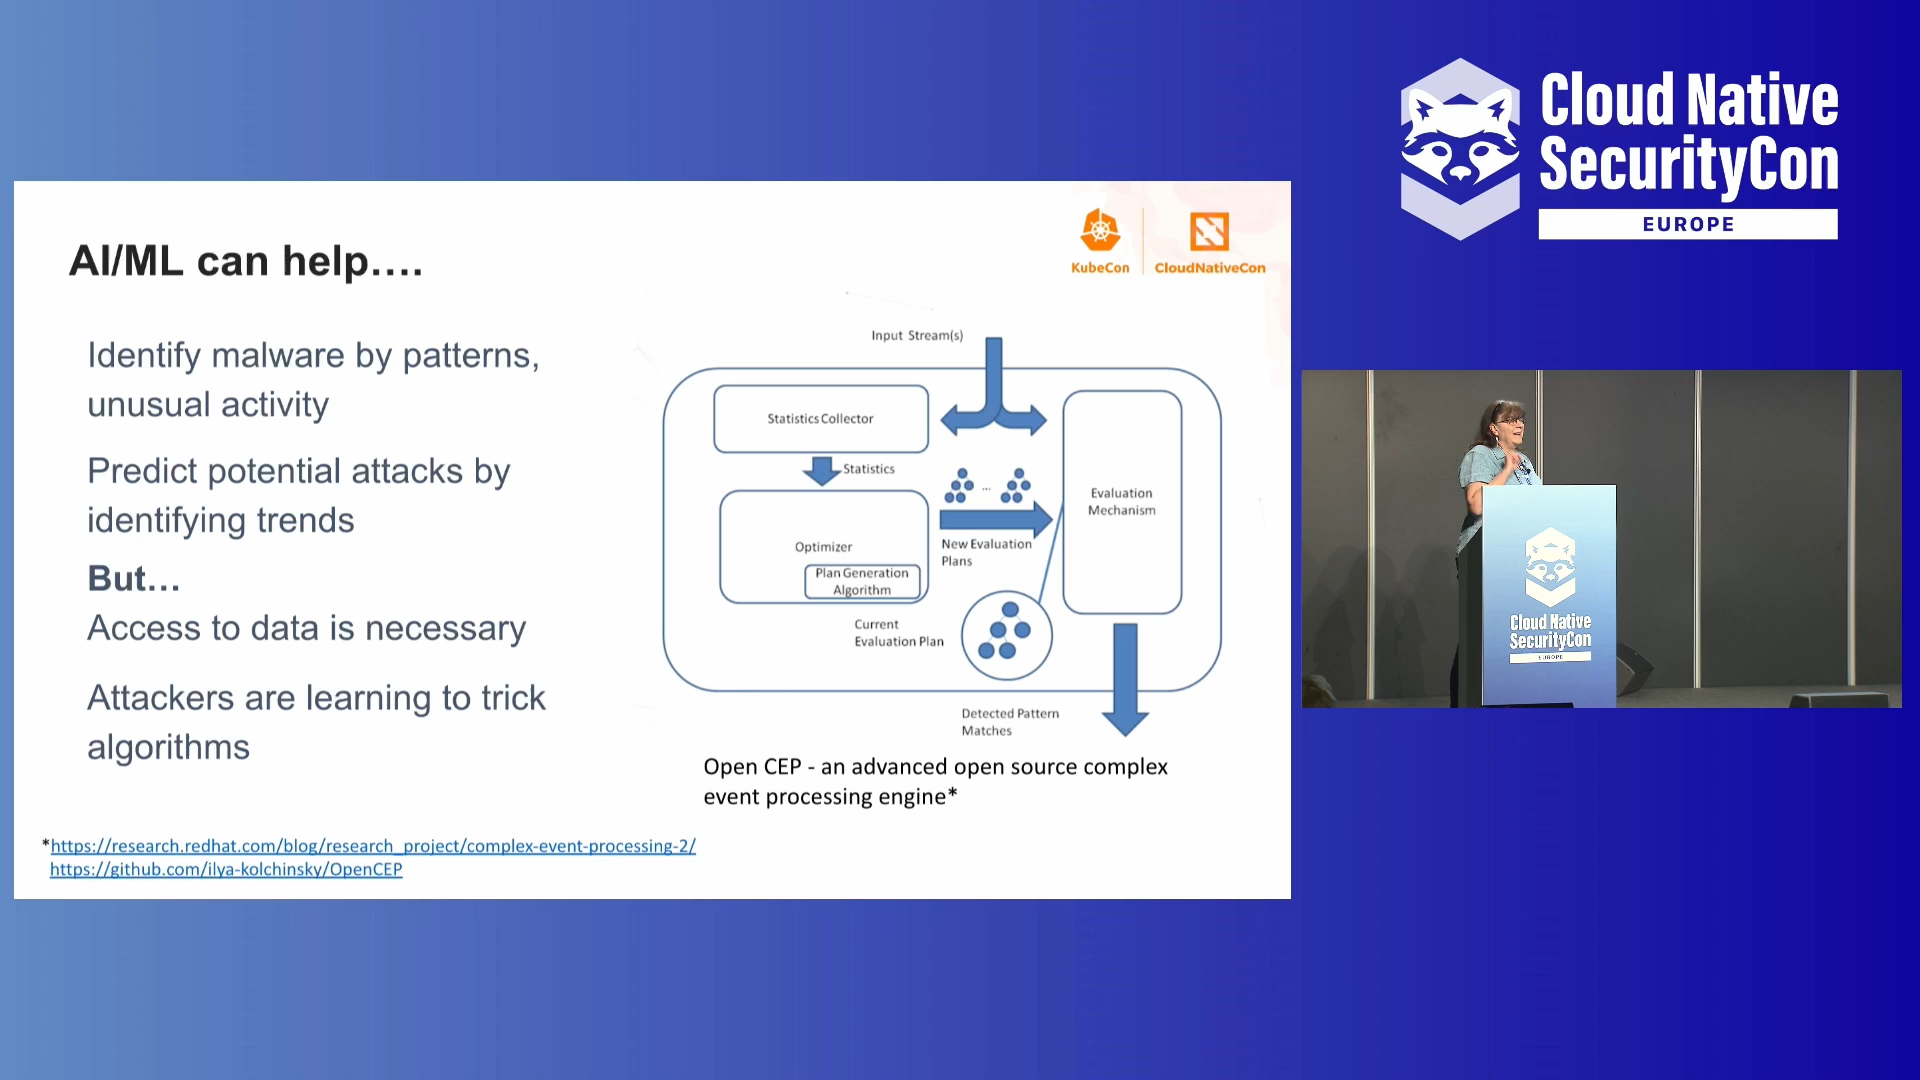 Cloud Native
SecurityCon
EUROPE
AI/ML can help....
KubeCon
CloudNativeCon
Identify malware by patterns,
unusual activity
Predict potential attacks by
identifying trends
But...
Access to data is necessary
Attackers are learning to trick
algorithms
Input Stream(s)
Statistics Collector
Statistics
...
Evaluation
Mechanism
Optimizer
Plan Generation
Algorithm
New Evaluation
Plans
Current
Evaluation Plan
Detected Pattern
Matches
Open CEP - an advanced open source complex
event processing engine*
*https://research.redhat.com/blog/research_project/complex-event-processing-2/
https://github.com/ilya-kolchinsky/OpenCEP
Cloud Native
SecurityCon
EUROPE